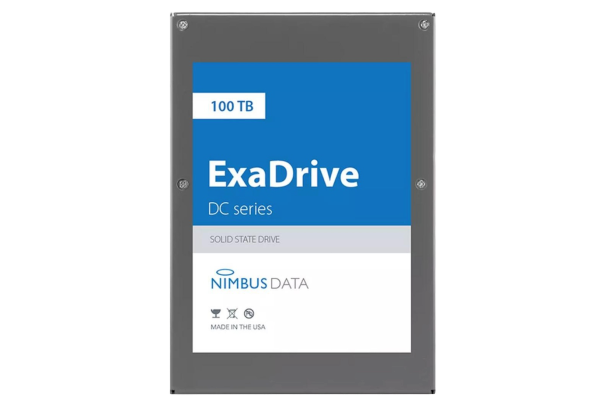 100 TB
ExaDrive
DC series
SOLID STATE DRIVE
NIMBUS DATA
MADE IN THE USA